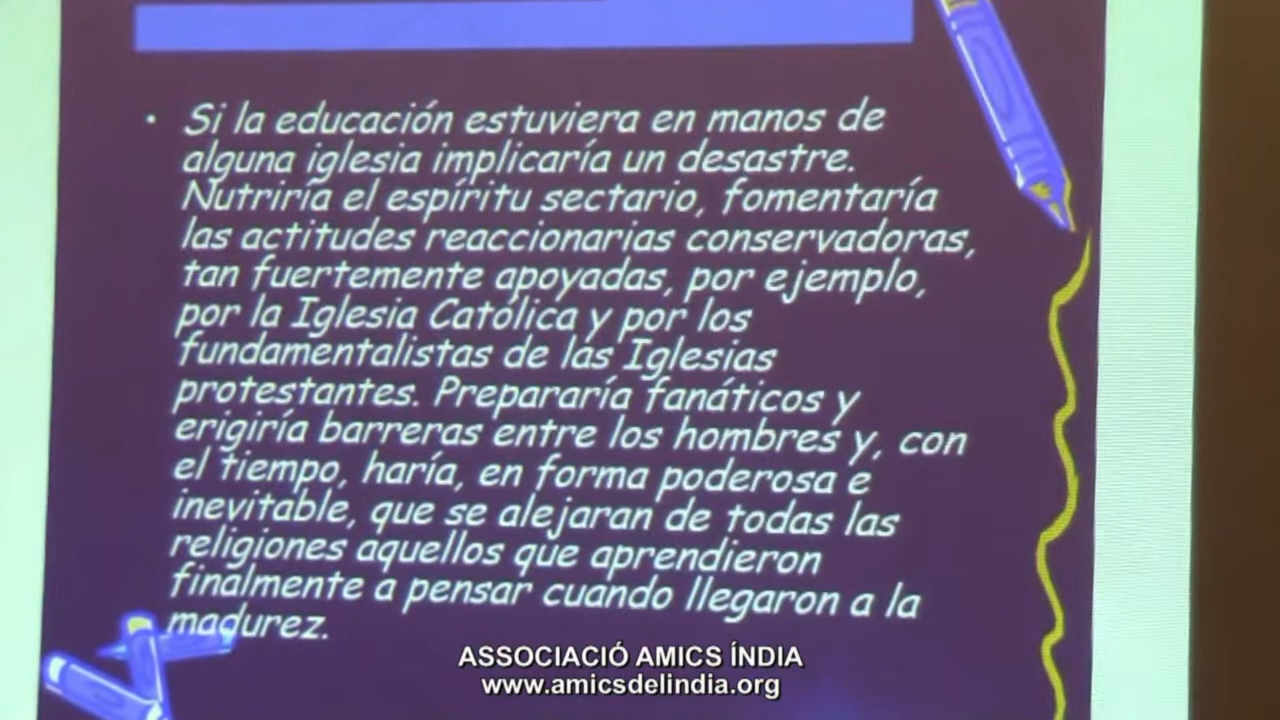 • Si la educación estuviera en manos de
alguna iglesia implicaría un desastre.
Nutriría el espíritu sectario, fomentaría
las actitudes reaccionarias conservadoras,
tan fuertemente apoyadas, por ejemplo,
por la Iglesia Católica y por los
fundamentalistas de las Iglesias
protestantes. Prepararía fanáticos y
erigiría barreras entre los hombres y, con
el tiempo, haría, en forma poderosa e
inevitable, que se alejaran de todas las
religiones aquellos que aprendieron
finalmente a pensar cuando llegaron a la
madurez.
ASSOCIACIÓ AMICS ÍNDIA
www.amicsdelindia.org